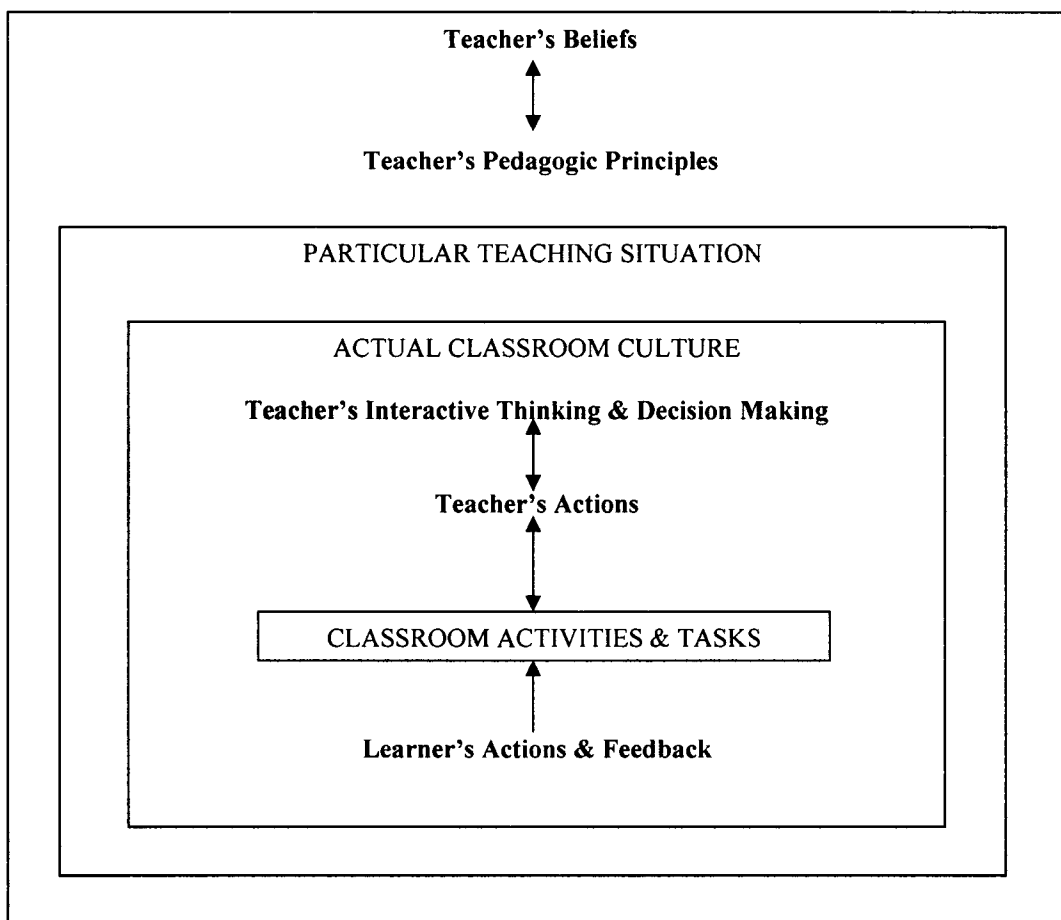 Teacher's Beliefs
Teacher's Pedagogic Principles
PARTICULAR TEACHING SITUATION
ACTUAL CLASSROOM CULTURE
Teacher's Interactive Thinking & Decision Making
Teacher's Actions
CLASSROOM ACTIVITIES & TASKS
Learner's Actions & Feedback